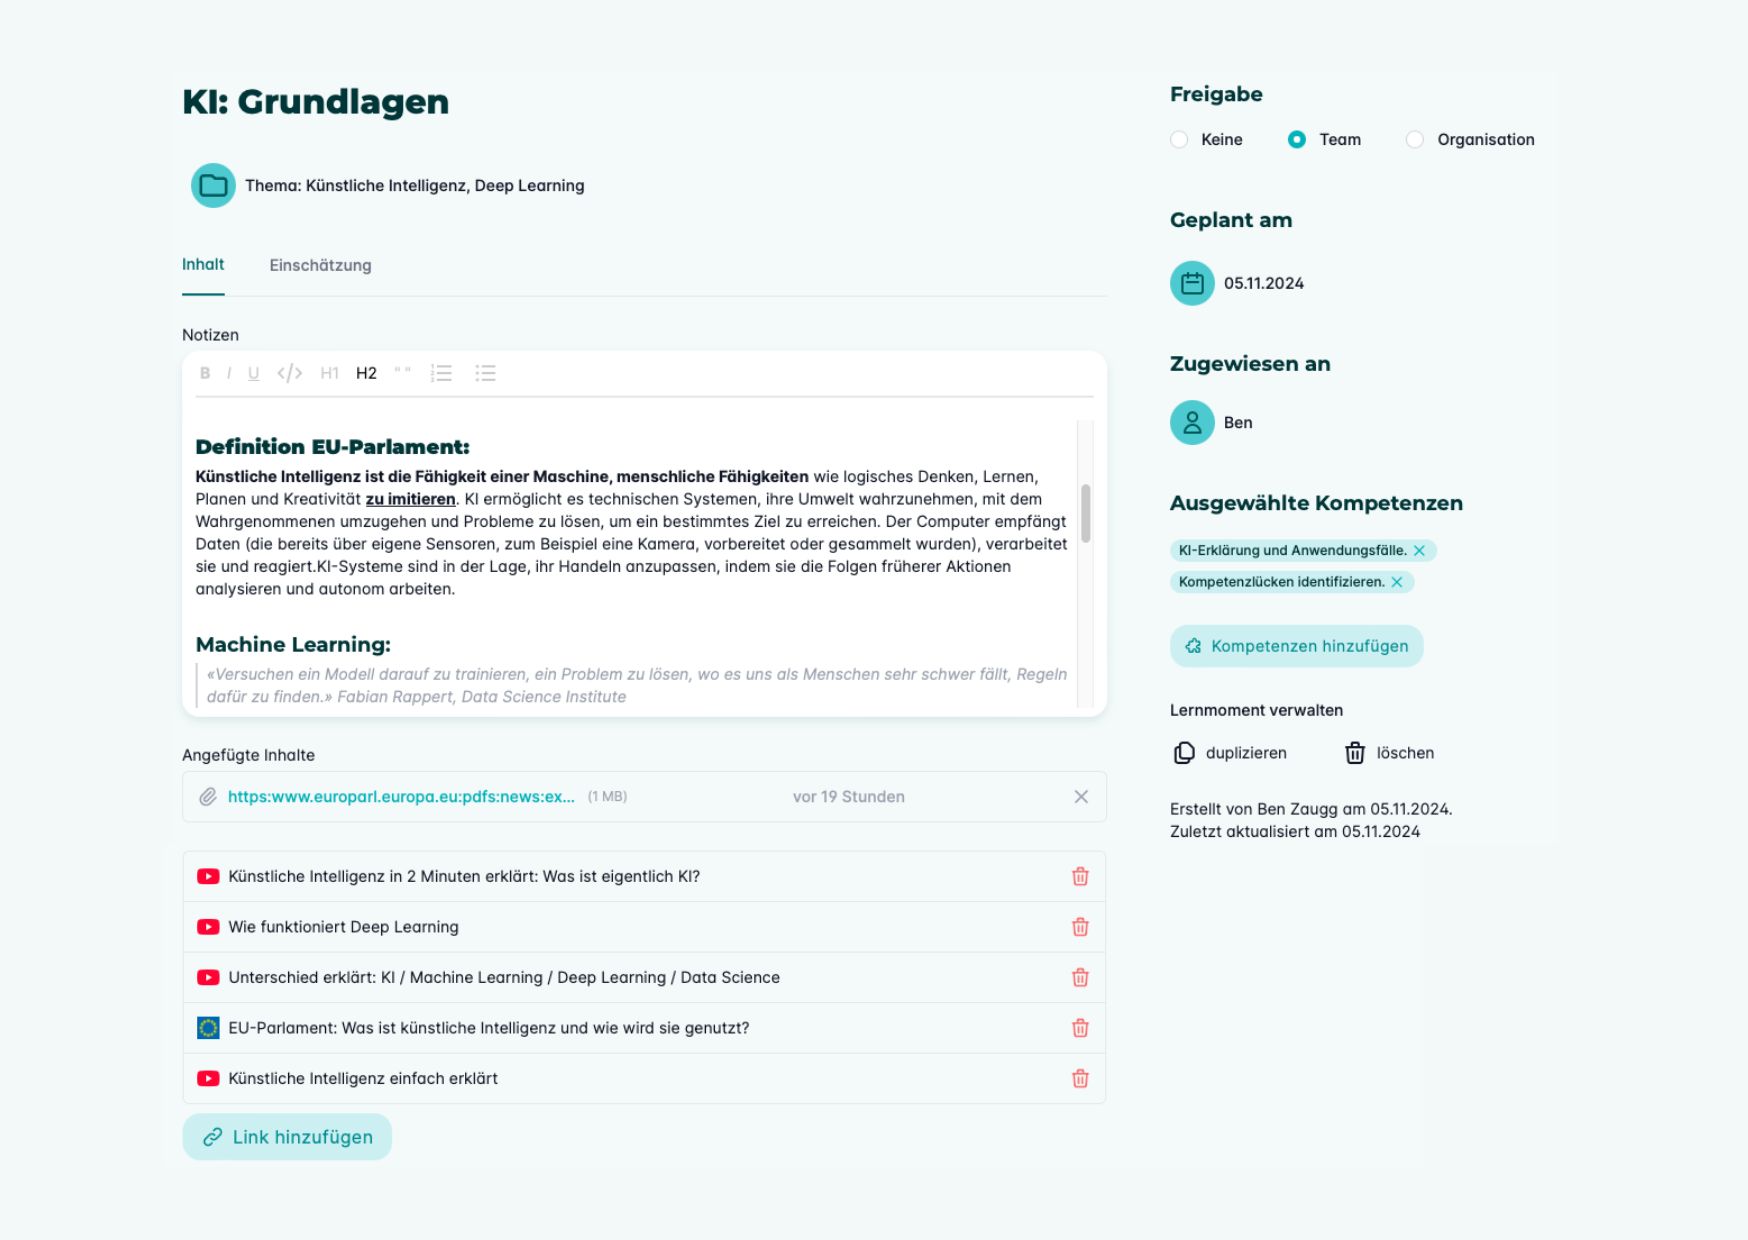 KI: Grundlagen
Thema: Künstliche Intelligenz, Deep Learning
Inhalt Einschätzung
Notizen
B I U </> H1 H2 " "
Definition EU-Parlament:
Künstliche Intelligenz ist die Fähigkeit einer Maschine, menschliche Fähigkeiten wie logisches Denken, Lernen,
Planen und Kreativität zu imitieren. KI ermöglicht es technischen Systemen, ihre Umwelt wahrzunehmen, mit dem
Wahrgenommenen umzugehen und Probleme zu lösen, um ein bestimmtes Ziel zu erreichen. Der Computer empfängt
Daten (die bereits über eigene Sensoren, zum Beispiel eine Kamera, vorbereitet oder gesammelt wurden), verarbeitet
sie und reagiert.KI-Systeme sind in der Lage, ihr Handeln anzupassen, indem sie die Folgen früherer Aktionen
analysieren und autonom arbeiten.
Machine Learning:
«Versuchen ein Modell darauf zu trainieren, ein Problem zu lösen, wo es uns als Menschen sehr schwer fällt, Regeln
dafür zu finden.» Fabian Rappert, Data Science Institute
Angefügte Inhalte
https:www.europarl.europa.eu:pdfs:news:ex... (1 MB) vor 19 Stunden
Künstliche Intelligenz in 2 Minuten erklärt: Was ist eigentlich KI?
Wie funktioniert Deep Learning
Unterschied erklärt: KI / Machine Learning / Deep Learning / Data Science
EU-Parlament: Was ist künstliche Intelligenz und wie wird sie genutzt?
Künstliche Intelligenz einfach erklärt
Link hinzufügen
Freigabe
Keine Team Organisation
Geplant am
05.11.2024
Zugewiesen an
Ben
Ausgewählte Kompetenzen
KI-Erklärung und Anwendungsfälle.
Kompetenzlücken identifizieren.
Kompetenzen hinzufügen
Lernmoment verwalten
duplizieren löschen
Erstellt von Ben Zaugg am 05.11.2024.
Zuletzt aktualisiert am 05.11.2024